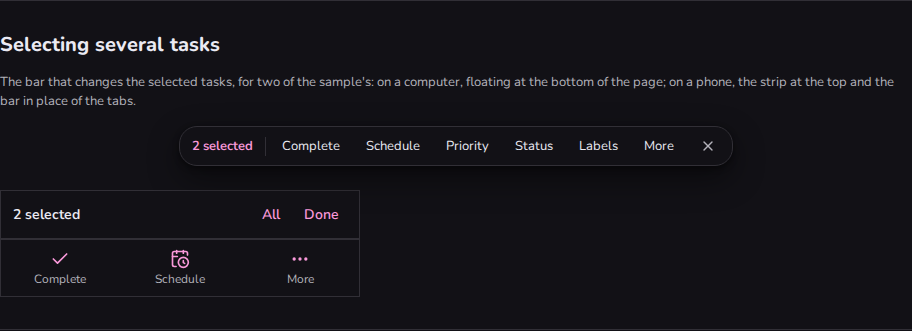 Selecting several tasks
The bar that changes the selected tasks, for two of the sample's: on a computer, floating at the bottom of the page; on a phone, the strip at the top and the
bar in place of the tabs.
2 selected Complete Schedule Priority Status Labels More
2 selected All Done
Complete Schedule More